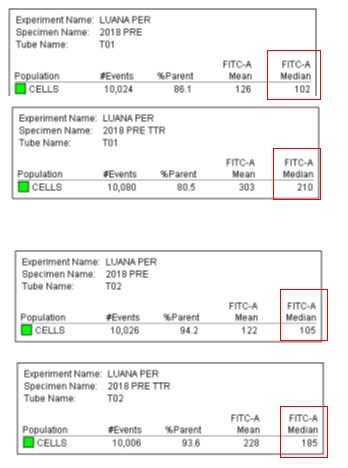 Experiment Name: LUANA PER
Specimen Name: 2018 PRE
Tube Name: T01
FITC-A FITC-A
Population #Events %Parent Mean Median
CELLS 10,024 86.1 126 102
Experiment Name: LUANA PER
Specimen Name: 2018 PRE TTR
Tube Name: T01
FITC-A FITC-A
Population #Events %Parent Mean Median
CELLS 10,080 80.5 303 210
Experiment Name: LUANA PER
Specimen Name: 2018 PRE
Tube Name: T02
FITC-A FITC-A
Population #Events %Parent Mean Median
CELLS 10,026 94.2 122 105
Experiment Name: LUANA PER
Specimen Name: 2018 PRE TTR
Tube Name: T02
FITC-A FITC-A
Population #Events %Parent Mean Median
CELLS 10,006 93.6 228 185